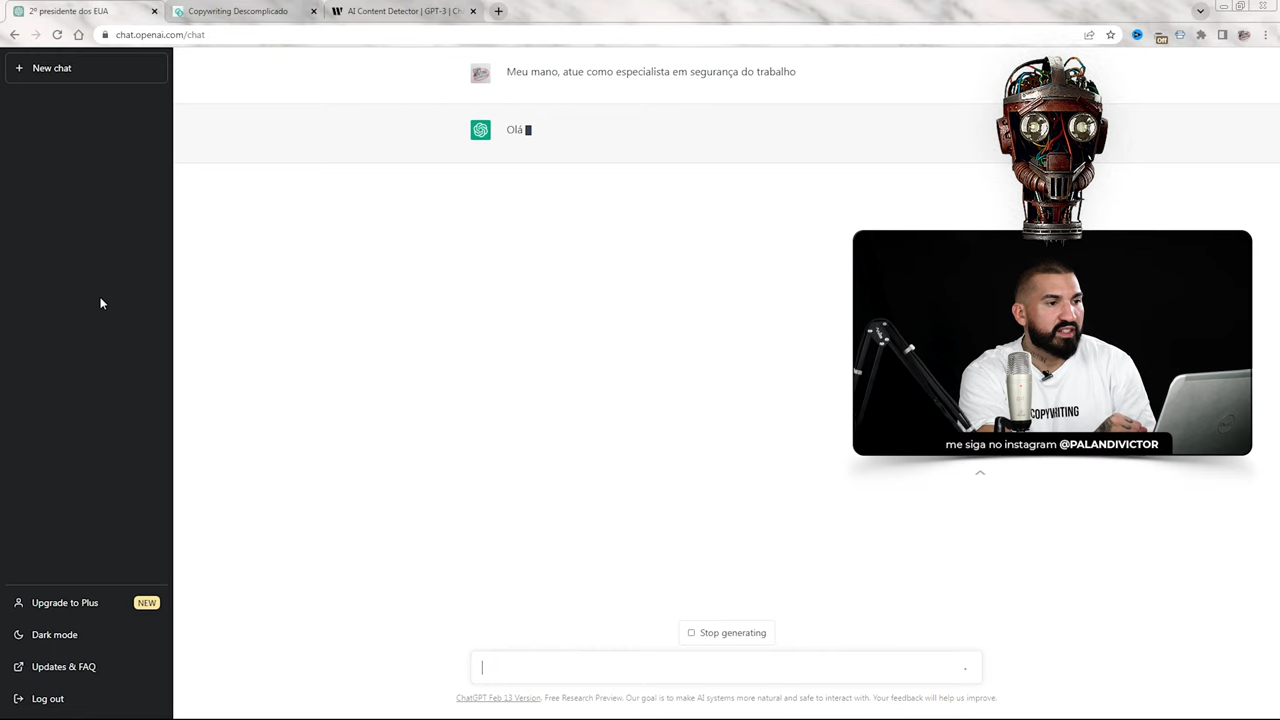 2º presidente dos EUA
Copywriting Descomplicado
AI Content Detector | GPT-3 | Ch
chat.openai.com/chat
Off
New chat
Meu mano, atue como especialista em segurança do trabalho
Olá
COPYWRITING
me siga no instagram @PALANDIVICTOR
Upgrade to Plus
NEW
Dark mode
Updates & FAQ
Log out
Stop generating
ChatGPT Feb 13 Version. Free Research Preview. Our goal is to make AI systems more natural and safe to interact with. Your feedback will help us improve.